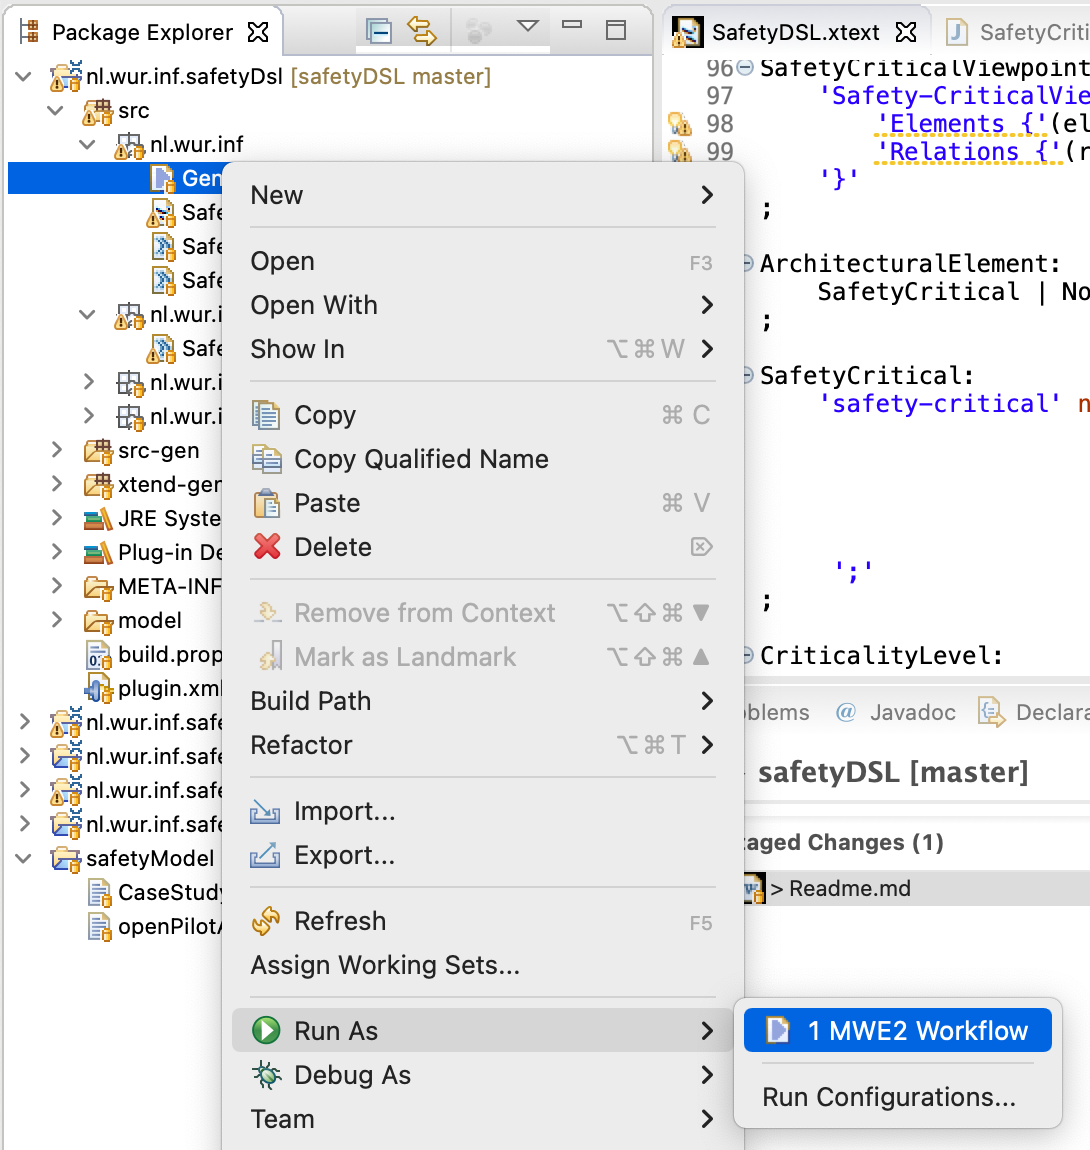 Package Explorer
nl.wur.inf.safetyDsl [safetyDSL master]
src
nl.wur.inf
Gen
Safe
Safe
Safe
nl.wur.i
Safe
nl.wur.i
nl.wur.i
src-gen
xtend-gen
JRE Syste
Plug-in De
META-INF
model
build.prop
plugin.xml
nl.wur.inf.safe
nl.wur.inf.safe
nl.wur.inf.safe
nl.wur.inf.safe
safetyModel
CaseStudy
openPilotA
New
Open F3
Open With
Show In ⌥⌘W
Copy ⌘C
Copy Qualified Name
Paste ⌘V
Delete ⌦
Remove from Context ⌥⇧⌘▼
Mark as Landmark ⌥⇧⌘▲
Build Path
Refactor ⌥⌘T
Import...
Export...
Refresh F5
Assign Working Sets...
Run As
Debug As
Team
1 MWE2 Workflow
Run Configurations...
SafetyDSL.xtext SafetyCriti
96 SafetyCriticalViewpoint
97 'Safety-CriticalVie
98 'Elements {'(el
99 'Relations {'(r
'}'
;
ArchitecturalElement:
SafetyCritical | No
;
SafetyCritical:
'safety-critical' n
';'
;
CriticalityLevel:
blems @ Javadoc Declara
safetyDSL [master]
taged Changes (1)
> Readme.md